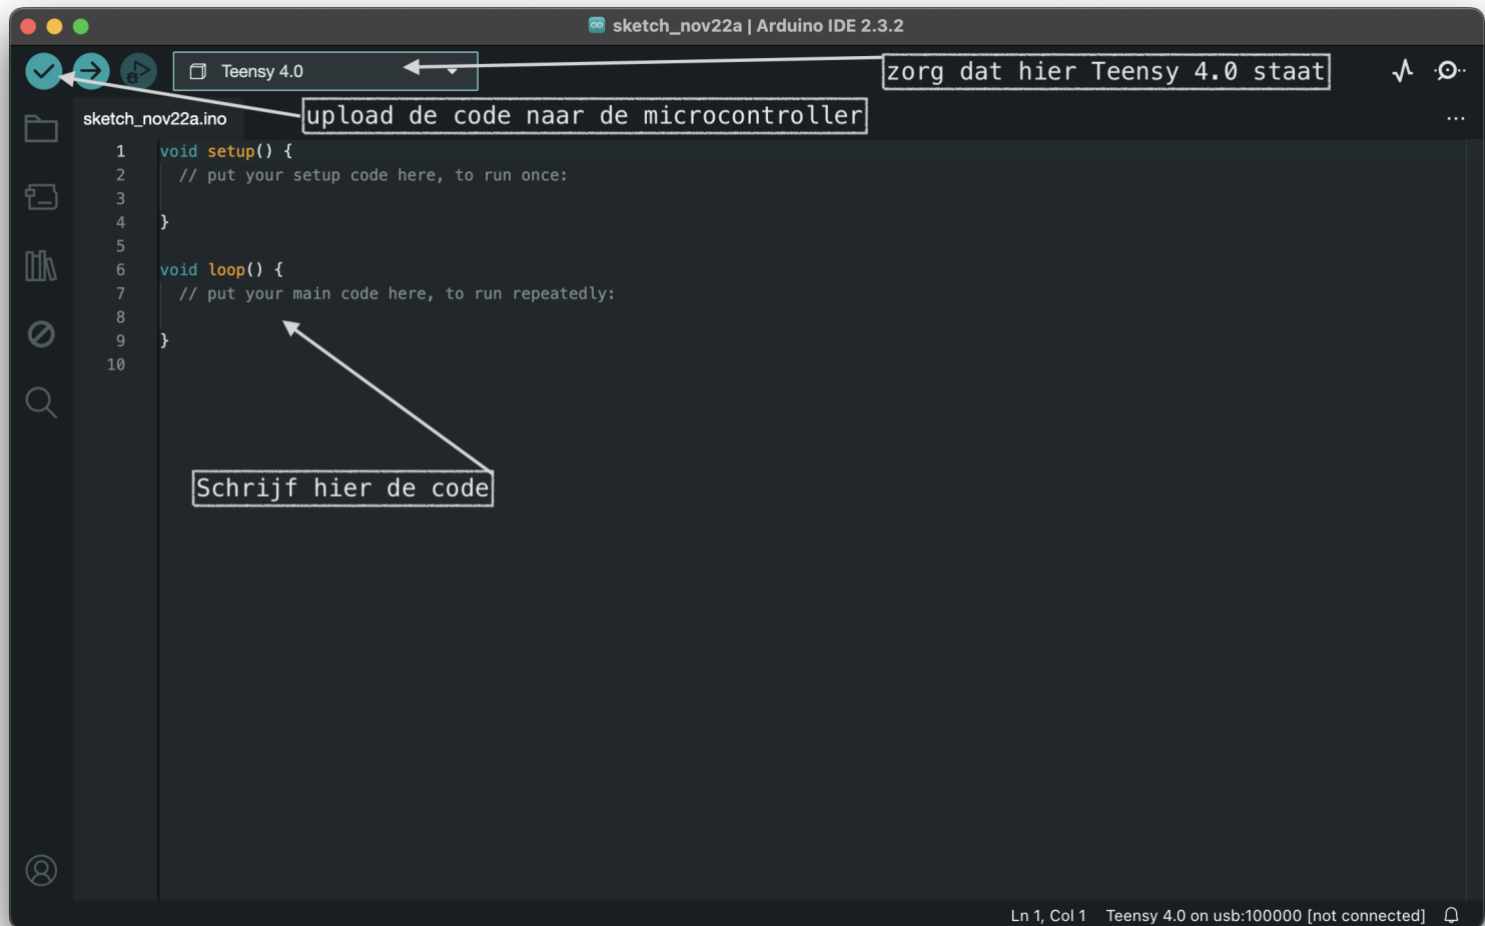 sketch_nov22a | Arduino IDE 2.3.2
Teensy 4.0
zorg dat hier Teensy 4.0 staat
upload de code naar de microcontroller
sketch_nov22a.ino
1 void setup() {
2 // put your setup code here, to run once:
3
4 }
5
6 void loop() {
7 // put your main code here, to run repeatedly:
8
9 }
10
Schrijf hier de code
Ln 1, Col 1 Teensy 4.0 on usb:100000 [not connected]